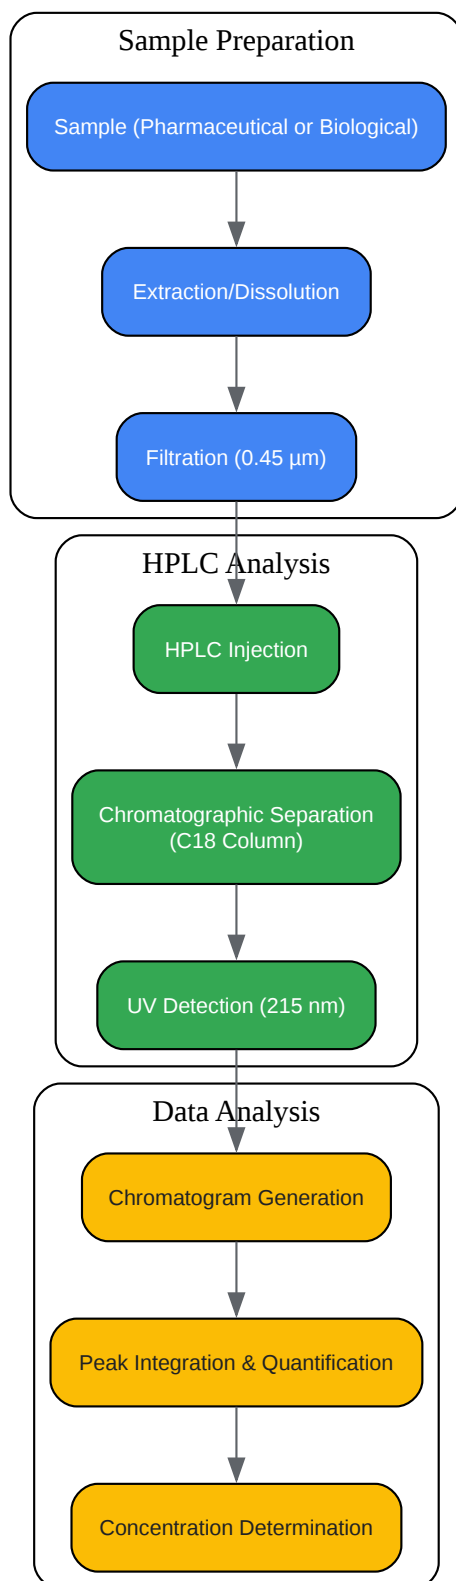 Sample Preparation
Sample (Pharmaceutical or Biological)
Extraction/Dissolution
Filtration (0.45 µm)
HPLC Analysis
HPLC Injection
Chromatographic Separation
(C18 Column)
UV Detection (215 nm)
Data Analysis
Chromatogram Generation
Peak Integration & Quantification
Concentration Determination